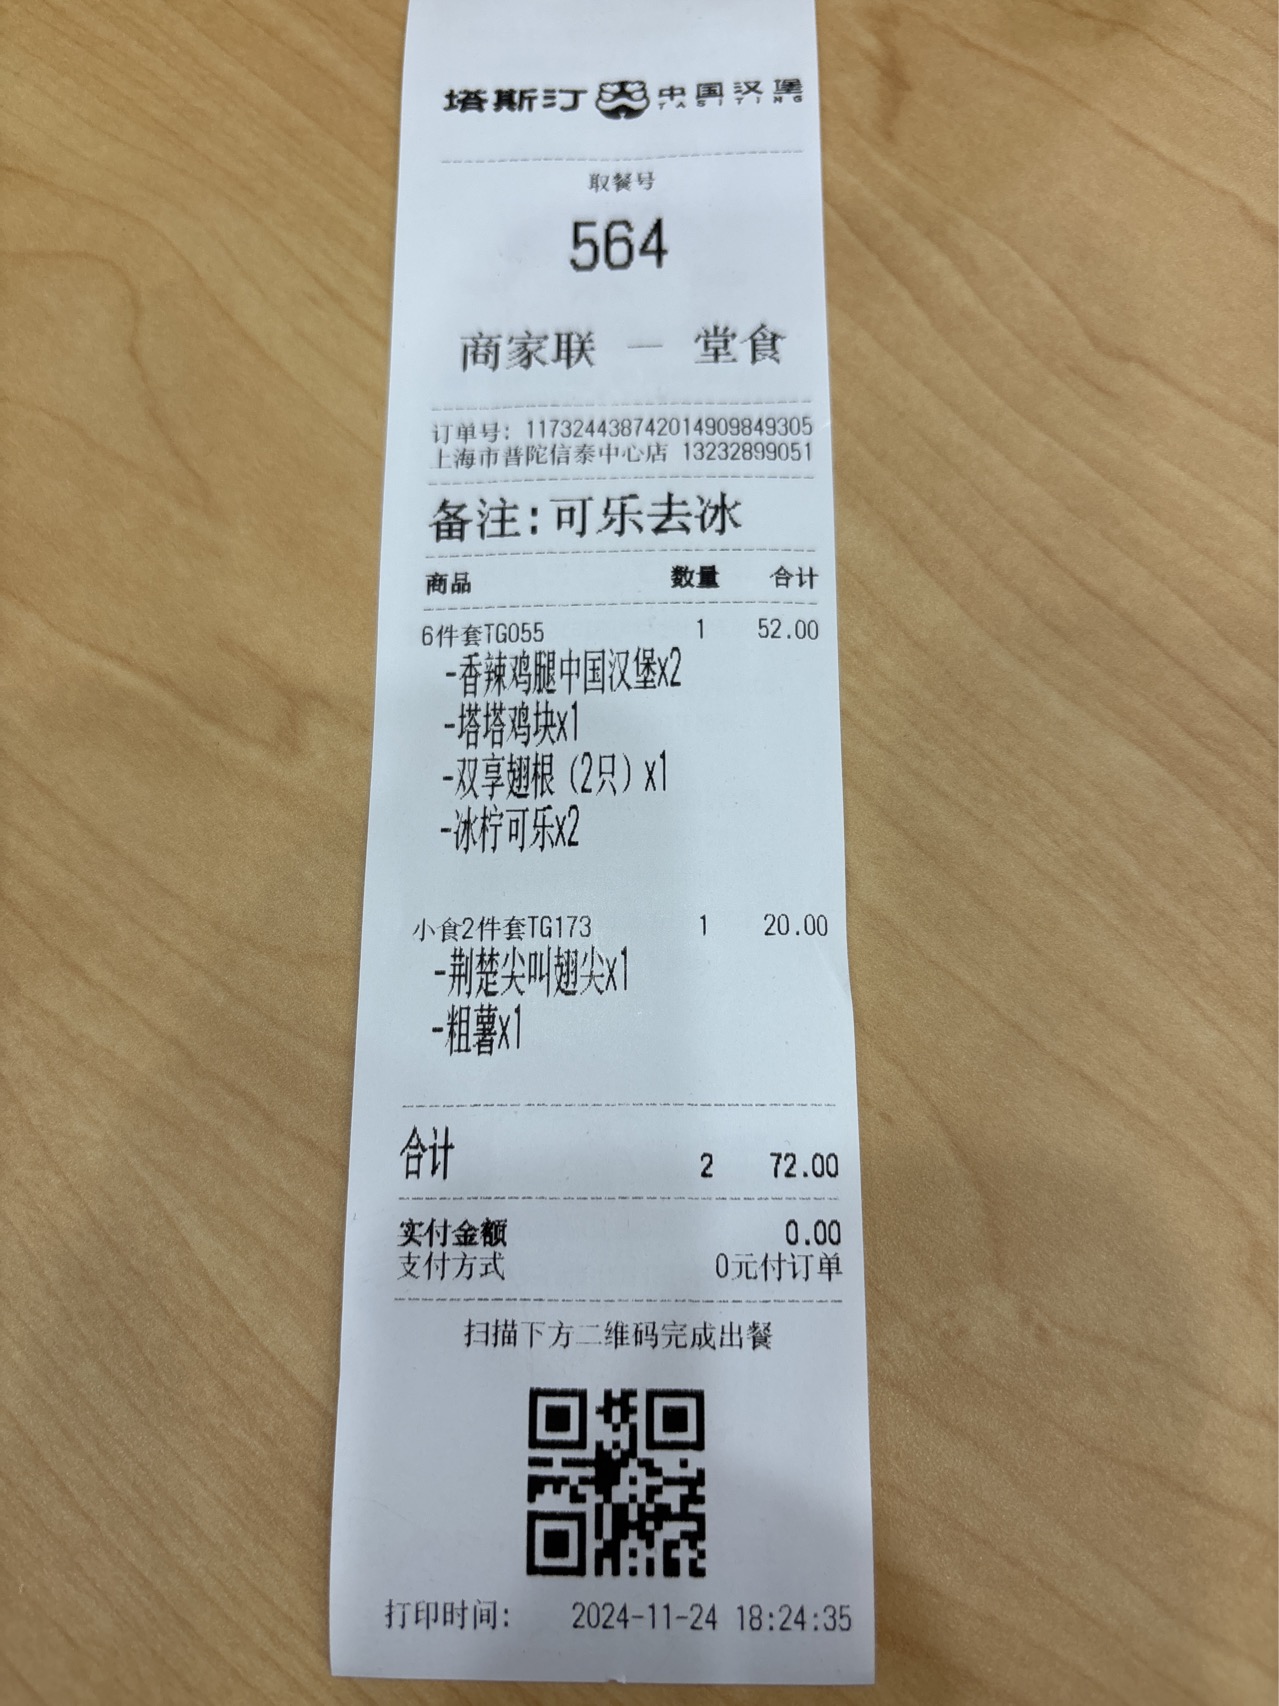 塔斯汀 中国汉堡
TASITING
取餐号
564
商家联 — 堂食
订单号: 117324438742014909849305
上海市普陀信泰中心店 13232899051
备注:可乐去冰
商品 数量 合计
6件套TG055 1 52.00
-香辣鸡腿中国汉堡x2
-塔塔鸡块x1
-双享翅根（2只）x1
-冰柠可乐x2
小食2件套TG173 1 20.00
-荆楚尖叫翅尖x1
-粗薯x1
合计 2 72.00
实付金额 0.00
支付方式 0元付订单
扫描下方二维码完成出餐
打印时间: 2024-11-24 18:24:35